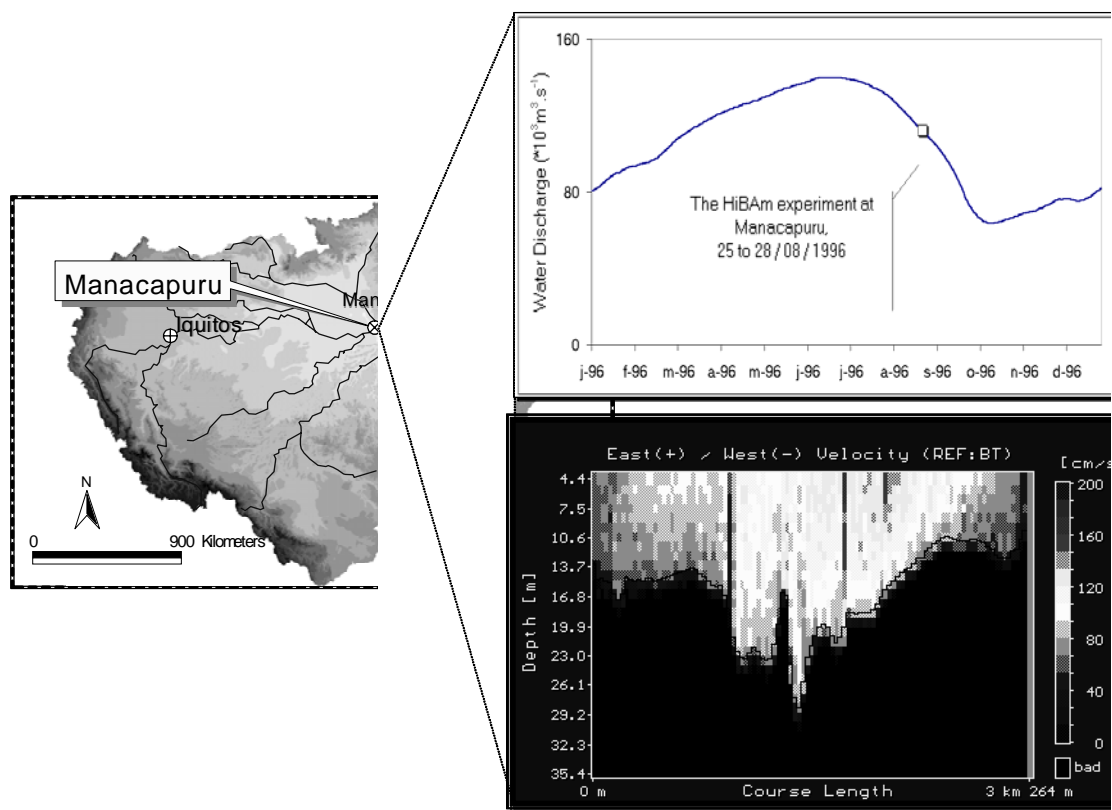 Manacapuru
Man
Iquitos
N
0 900 Kilometers
Water Discharge (*10³m³.s⁻¹)
160
80
0
The HiBAm experiment at
Manacapuru,
25 to 28 / 08 / 1996
j-96 f-96 m-96 a-96 m-96 j-96 j-96 a-96 s-96 o-96 n-96 d-96
East(+) / West(-) Velocity (REF:BT)
[cm/s
Depth [m]
4.4
7.5
10.6
13.7
16.8
19.9
23.0
26.1
29.2
32.3
35.4
200
160
120
80
40
0
bad
0 m Course Length 3 km 264 m